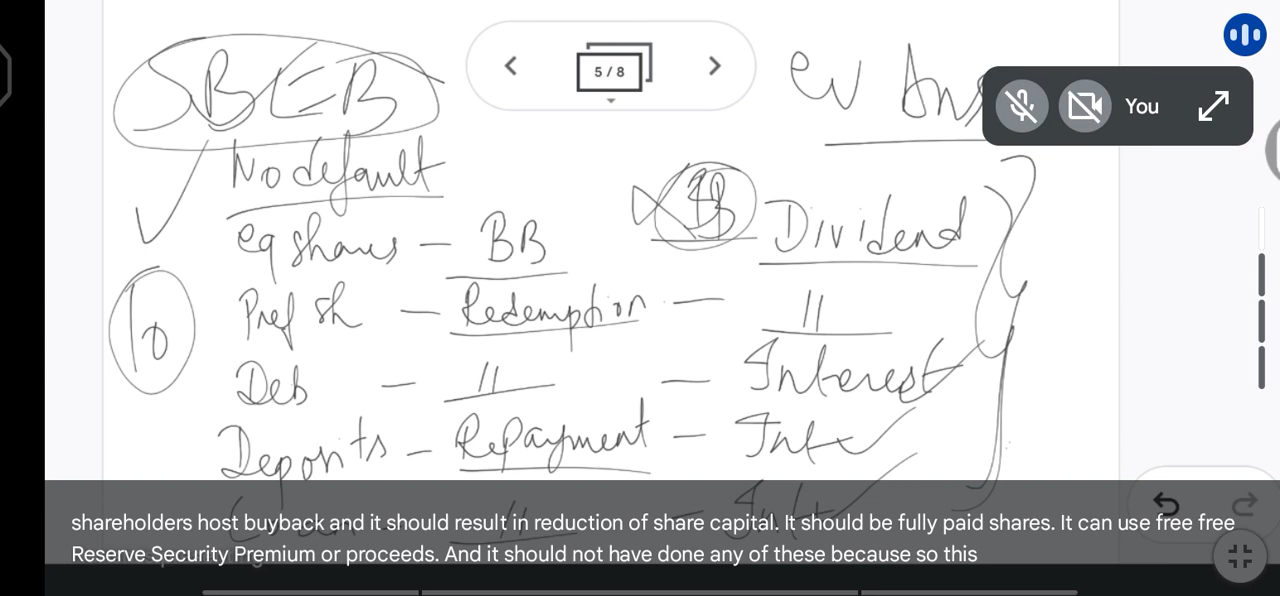 SBEB
5 / 8
ev Ans
You
No default
eq shares - BB
BB Dividend
10
Pref sh - Redemption - 11
Deb - 11 - Interest
Deposits - Repayment - Inte
11 - Int
shareholders host buyback and it should result in reduction of share capital. It should be fully paid shares. It can use free free
Reserve Security Premium or proceeds. And it should not have done any of these because so this